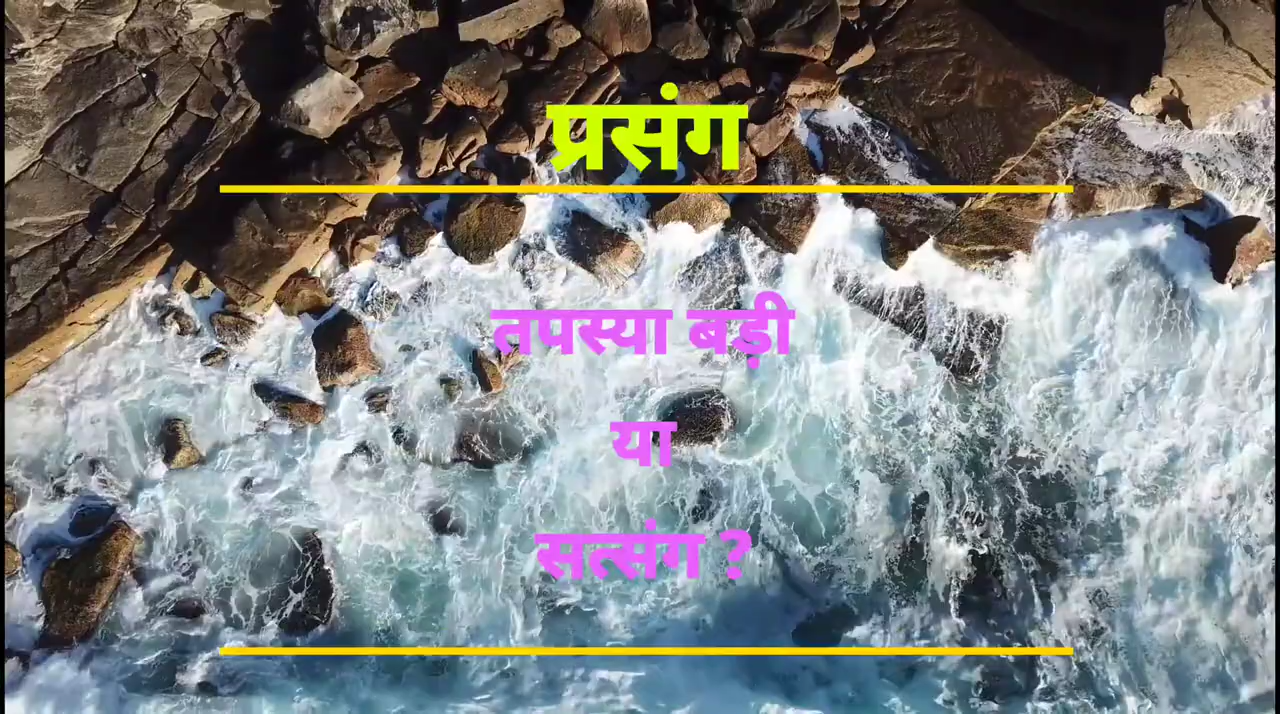 प्रसंग
तपस्या बड़ी
या
सत्संग ?